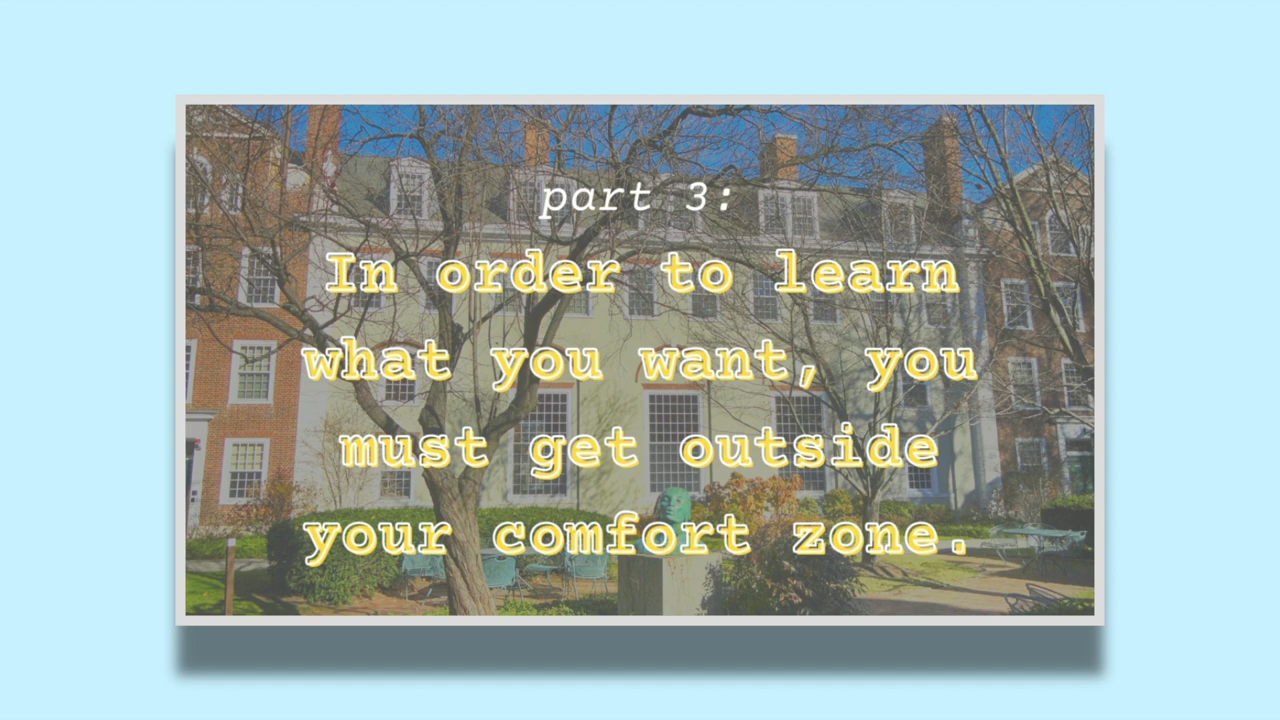 part 3:
In order to learn
what you want, you
must get outside
your comfort zone.